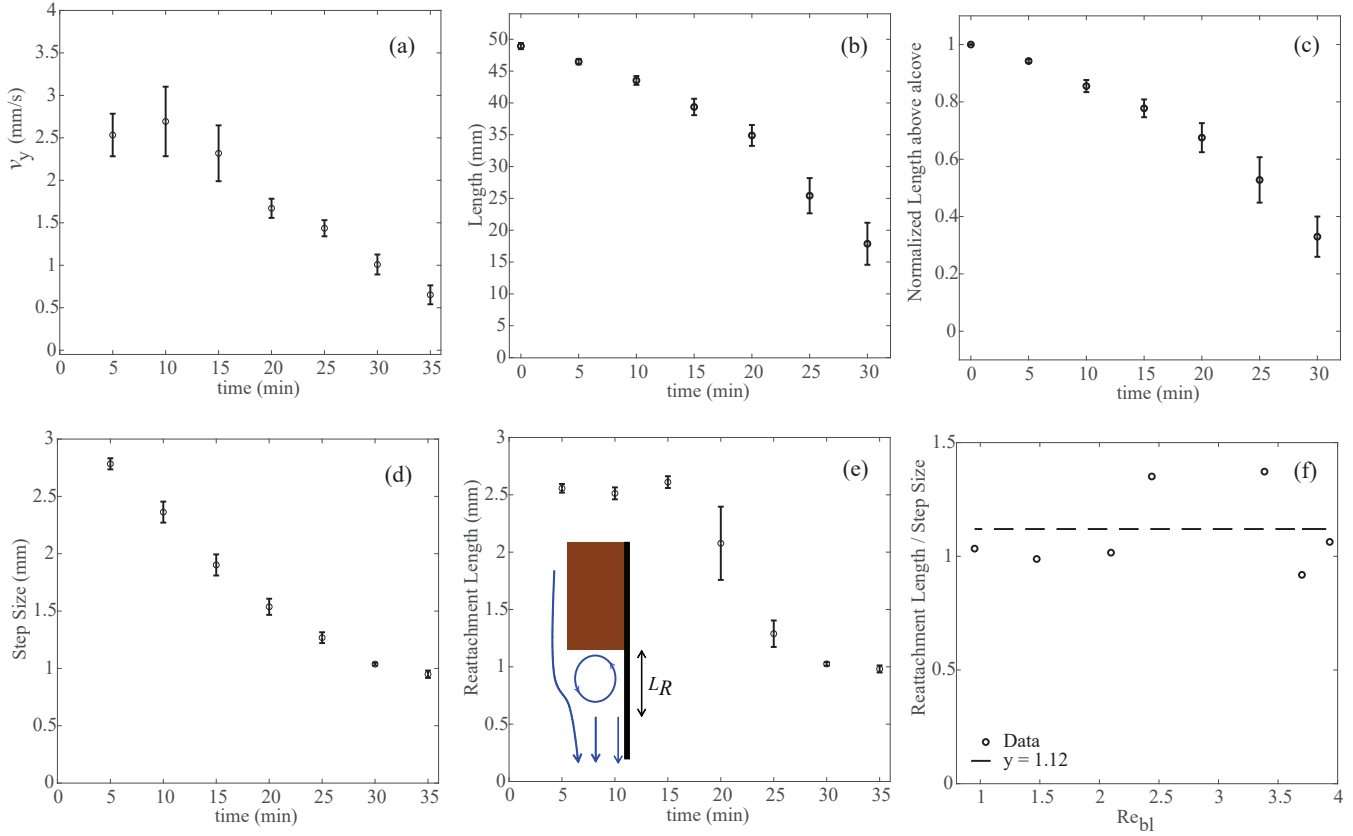 (a)
v_y (mm/s)
4
3.5
3
2.5
2
1.5
1
0.5
0
0 5 10 15 20 25 30 35
time (min)
(b)
Length (mm)
50
45
40
35
30
25
20
15
10
5
0
0 5 10 15 20 25 30
time (min)
(c)
Normalized Length above alcove
1
0.8
0.6
0.4
0.2
0
0 5 10 15 20 25 30
time (min)
(d)
Step Size (mm)
3
2.5
2
1.5
1
0.5
0
0 5 10 15 20 25 30 35
time (min)
(e)
Reattachment Length (mm)
3
2.5
2
1.5
1
0.5
0
L_R
0 5 10 15 20 25 30 35
time (min)
(f)
Reattachment Length / Step Size
1.5
1
0.5
0
Data
y = 1.12
1 1.5 2 2.5 3 3.5 4
Re_bl